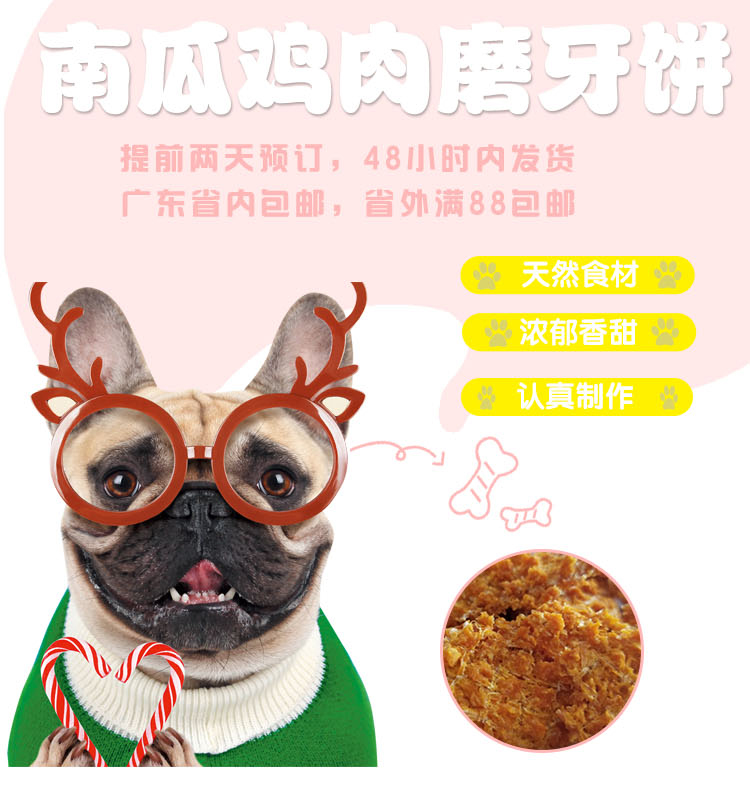 南瓜鸡肉磨牙饼
提前两天预订，48小时内发货
广东省内包邮，省外满88包邮
天然食材
浓郁香甜
认真制作